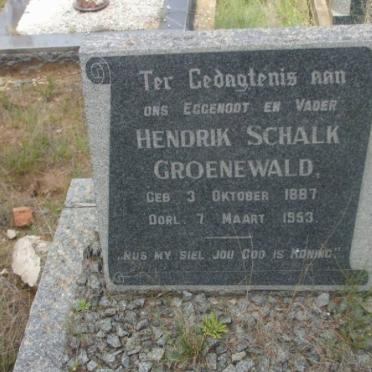 Ter Gedagtenis aan
ons Eggenoot en Vader
Hendrik Schalk
Groenewald,
Geb 3 Oktober 1887
Oorl. 7 Maart 1953.
„Rus my siel jou God is Koning."